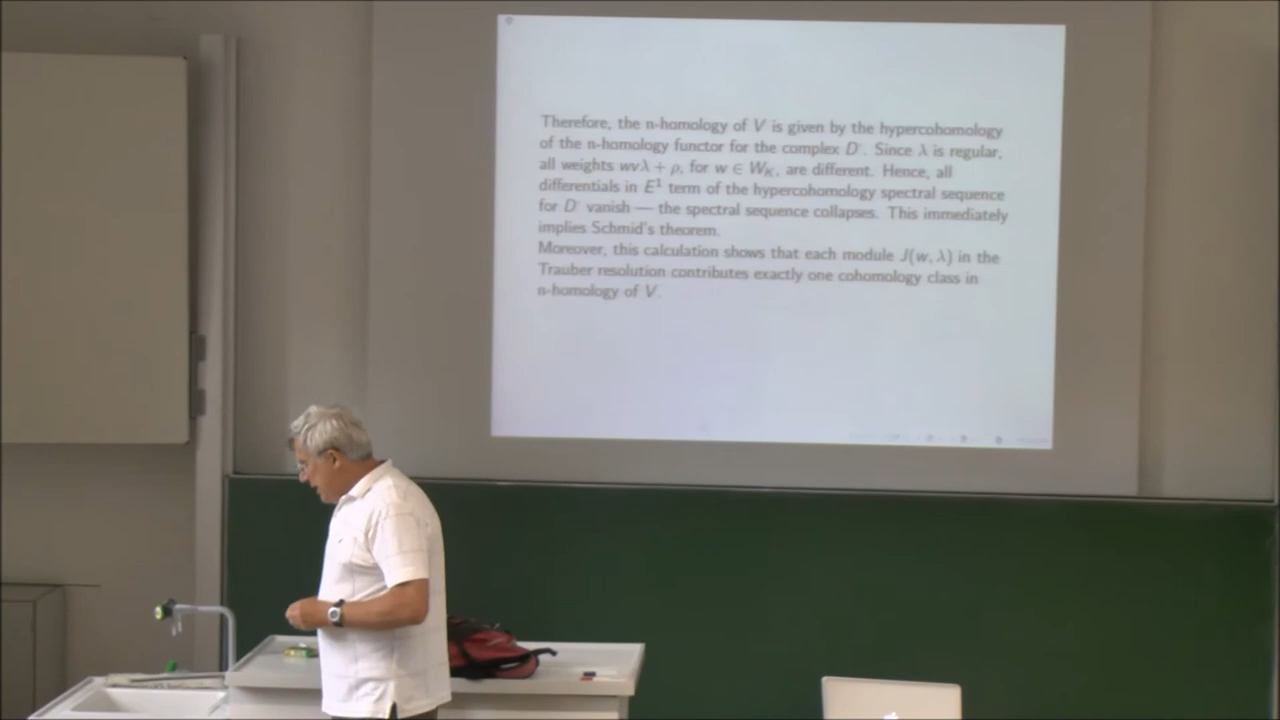 Therefore, the n-homology of V is given by the hypercohomology
of the n-homology functor for the complex D˙. Since λ is regular,
all weights wvλ + ρ, for w ∈ W_K, are different. Hence, all
differentials in E¹ term of the hypercohomology spectral sequence
for D˙ vanish — the spectral sequence collapses. This immediately
implies Schmid's theorem.
Moreover, this calculation shows that each module J(w, λ) in the
Trauber resolution contributes exactly one cohomology class in
n-homology of V.